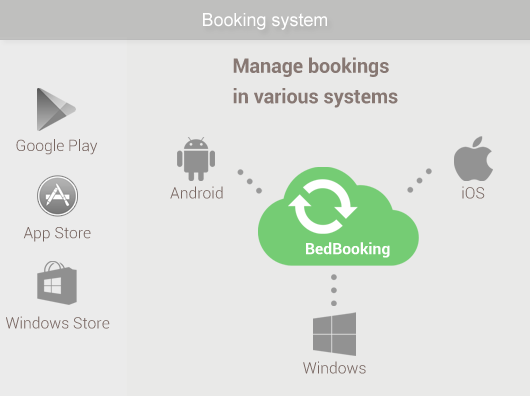 Booking system
Manage bookings
in various systems
Google Play
App Store
Windows Store
Android
iOS
BedBooking
Windows